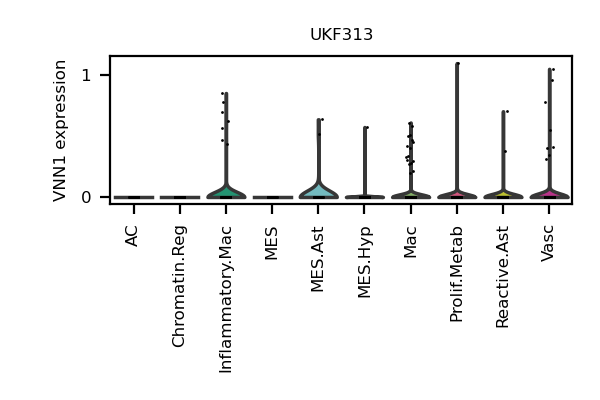 UKF313
VNN1 expression
1
0
AC
Chromatin.Reg
Inflammatory.Mac
MES
MES.Ast
MES.Hyp
Mac
Prolif.Metab
Reactive.Ast
Vasc